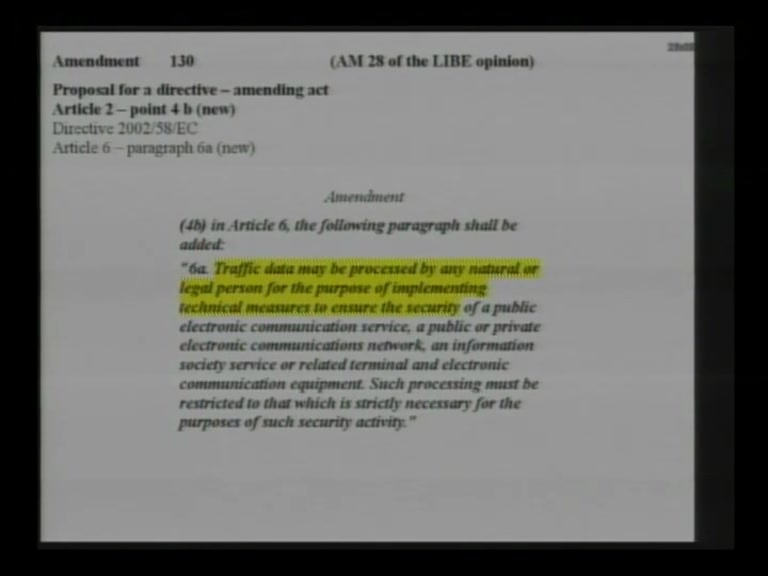 Amendment 130 (AM 28 of the LIBE opinion)
Proposal for a directive – amending act
Article 2 – point 4 b (new)
Directive 2002/58/EC
Article 6 – paragraph 6a (new)
Amendment
(4b) in Article 6, the following paragraph shall be
added:
"6a. Traffic data may be processed by any natural or
legal person for the purpose of implementing
technical measures to ensure the security of a public
electronic communication service, a public or private
electronic communications network, an information
society service or related terminal and electronic
communication equipment. Such processing must be
restricted to that which is strictly necessary for the
purposes of such security activity."